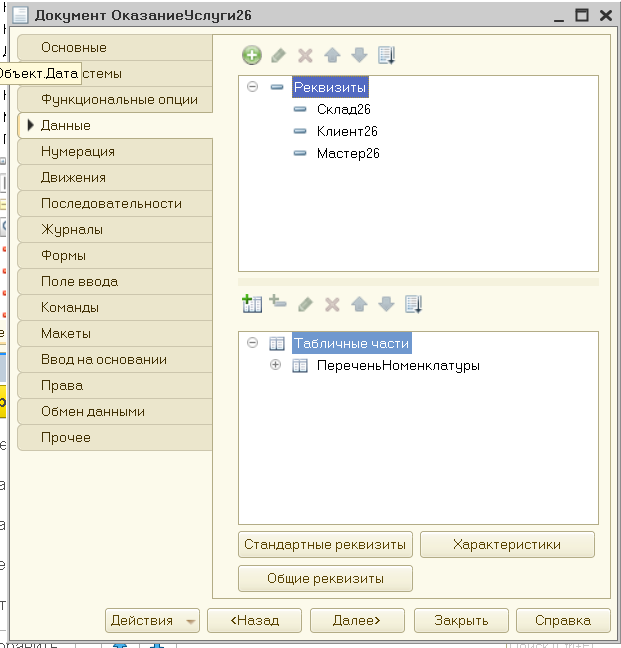 Документ ОказаниеУслуги26
Основные
Объект.Дата
стемы
Функциональные опции
Данные
Нумерация
Движения
Последовательности
Журналы
Формы
Поле ввода
Команды
Макеты
Ввод на основании
Права
Обмен данными
Прочее
Реквизиты
Склад26
Клиент26
Мастер26
Табличные части
ПереченьНоменклатуры
Стандартные реквизиты
Характеристики
Общие реквизиты
Действия
<Назад
Далее>
Закрыть
Справка